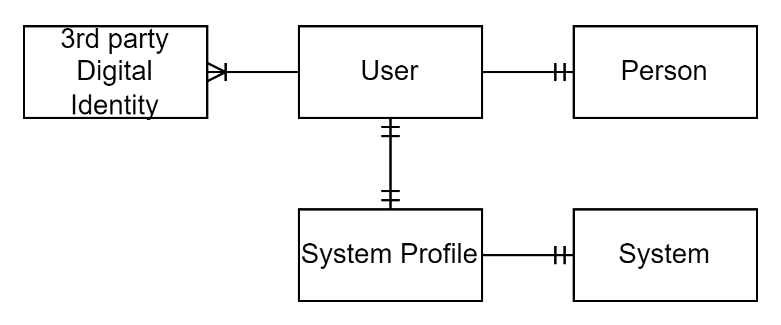 3rd party
Digital
Identity
User
Person
System Profile
System